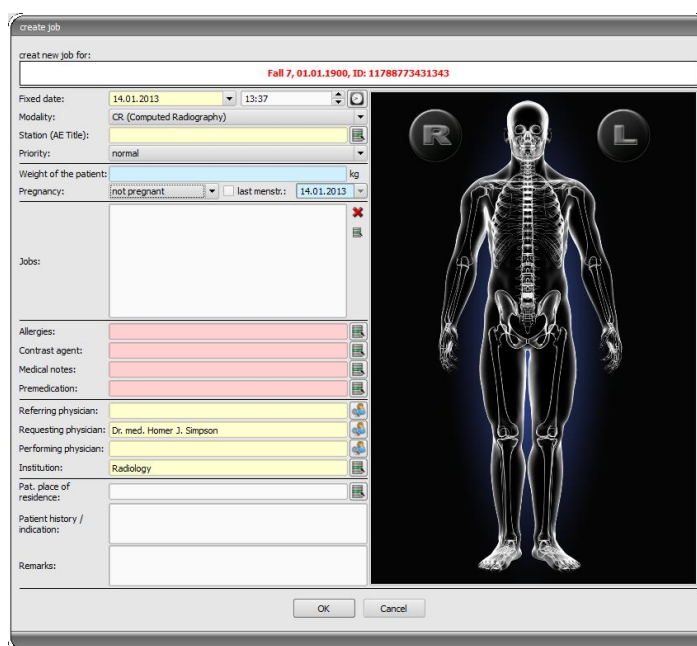 create job
creat new job for:
Fall 7, 01.01.1900, ID: 11788773431343
Fixed date: 14.01.2013 13:37
Modality: CR (Computed Radiography)
Station (AE Title):
Priority: normal
Weight of the patient: kg
Pregnancy: not pregnant last menstr.: 14.01.2013
Jobs:
Allergies:
Contrast agent:
Medical notes:
Premedication:
Referring physician:
Requesting physician: Dr. med. Homer J. Simpson
Performing physician:
Institution: Radiology
Pat. place of
residence:
Patient history /
indication:
Remarks:
R L
OK Cancel